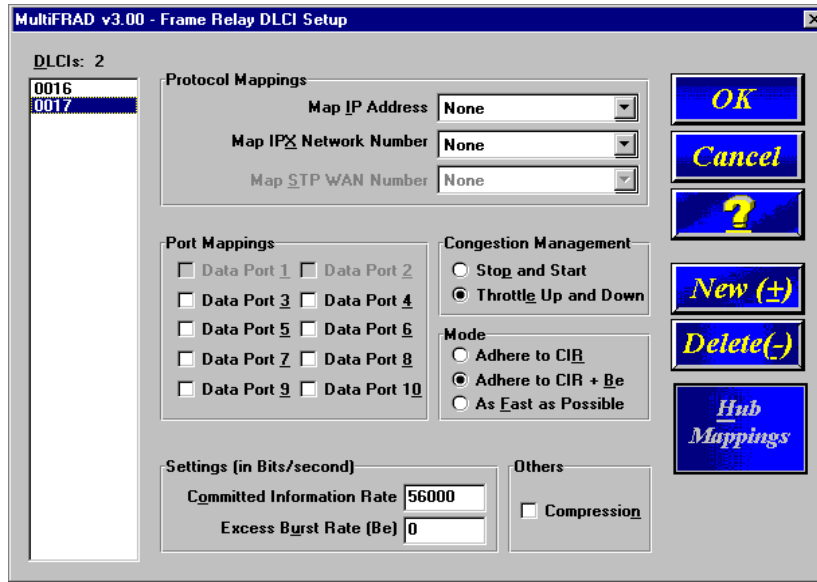 MultiFRAD v3.00 - Frame Relay DLCI Setup
DLCIs: 2
0016
0017
Protocol Mappings
Map IP Address None
Map IPX Network Number None
Map STP WAN Number None
Port Mappings
Data Port 1 Data Port 2
Data Port 3 Data Port 4
Data Port 5 Data Port 6
Data Port 7 Data Port 8
Data Port 9 Data Port 10
Congestion Management
Stop and Start
Throttle Up and Down
Mode
Adhere to CIR
Adhere to CIR + Be
As Fast as Possible
Settings (in Bits/second)
Committed Information Rate 56000
Excess Burst Rate (Be) 0
Others
Compression
OK
Cancel
?
New (+)
Delete(-)
Hub
Mappings